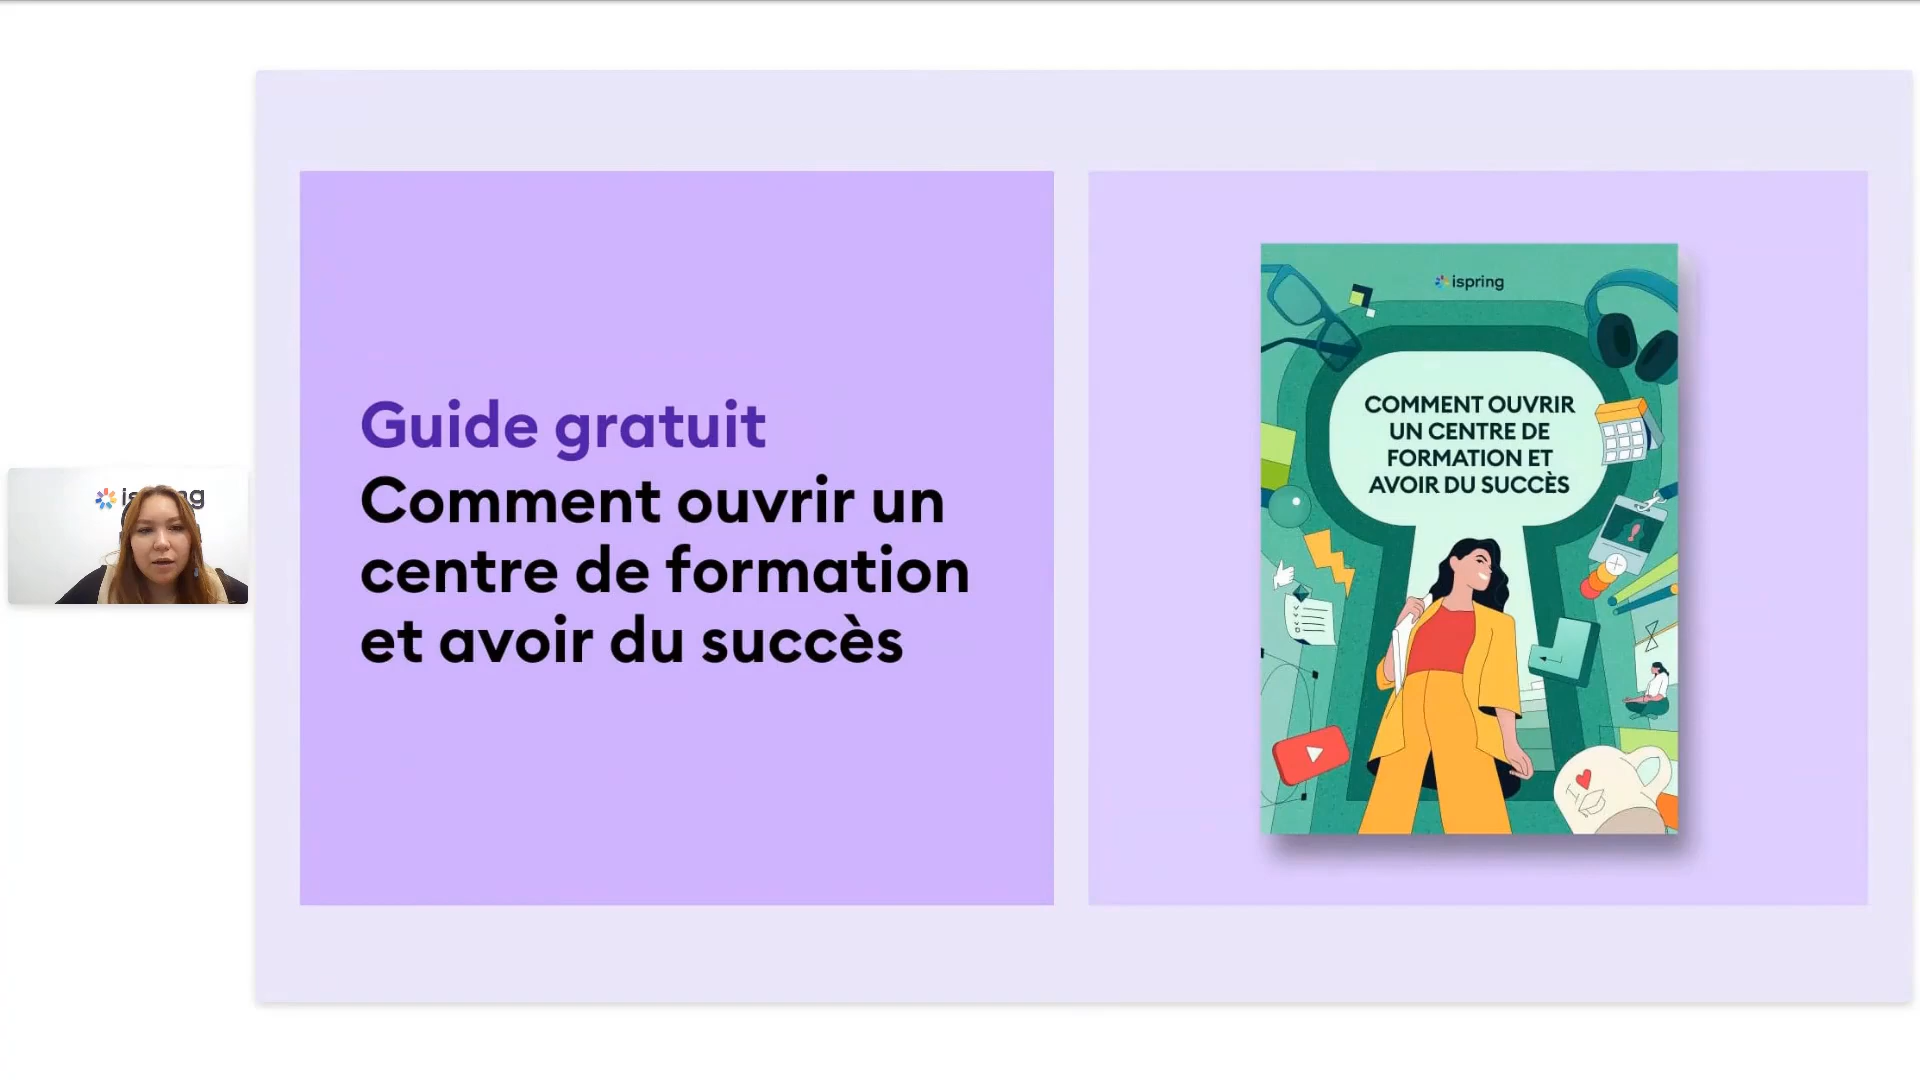 Guide gratuit
Comment ouvrir un
centre de formation
et avoir du succès
ispring
COMMENT OUVRIR
UN CENTRE DE
FORMATION ET
AVOIR DU SUCCÈS